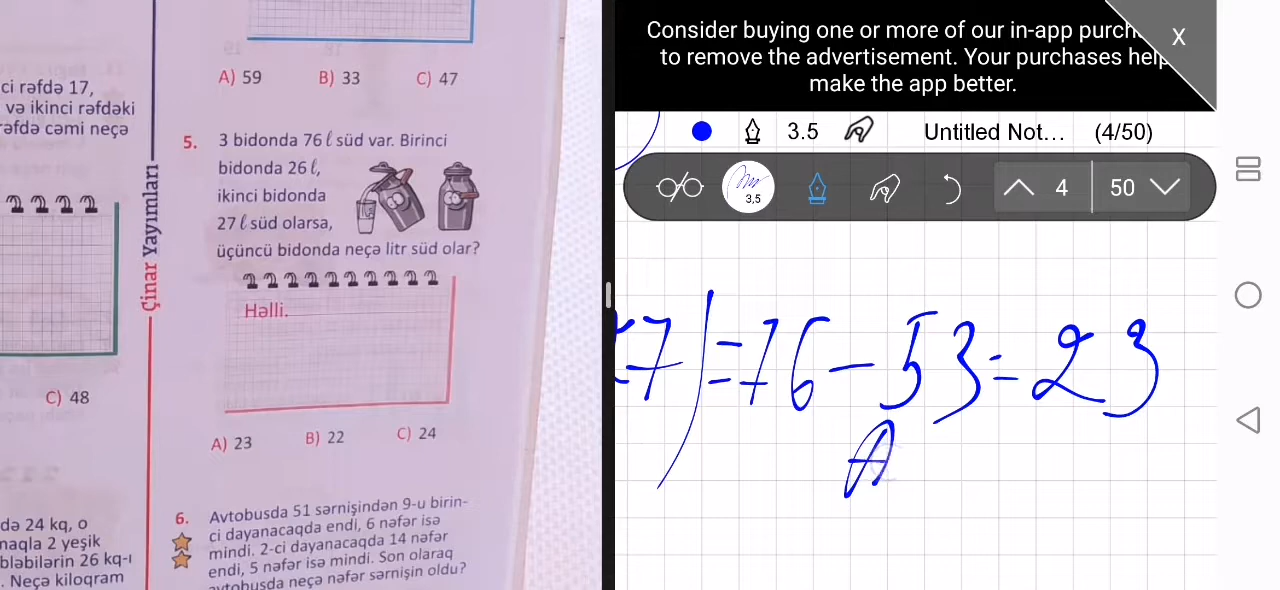 ci rəfdə 17,
və ikinci rəfdəki
rəfdə cəmi neçə
C) 48
də 24 kq, o
naqla 2 yeşik
bləbilərin 26 kq-ı
. Neçə kiloqram
Çinar Yayımları
A) 59 B) 33 C) 47
5. 3 bidonda 76 ℓ süd var. Birinci
bidonda 26 ℓ,
ikinci bidonda
27 ℓ süd olarsa,
üçüncü bidonda neçə litr süd olar?
Həlli.
A) 23 B) 22 C) 24
6. Avtobusda 51 sərnişindən 9-u birin-
ci dayanacaqda endi, 6 nəfər isə
mindi. 2-ci dayanacaqda 14 nəfər
endi, 5 nəfər isə mindi. Son olaraq
avtobusda neçə nəfər sərnişin oldu?
Consider buying one or more of our in-app purch
to remove the advertisement. Your purchases help
make the app better.
X
3.5 Untitled Not... (4/50)
3,5 4 50
7)=76-53=23
A